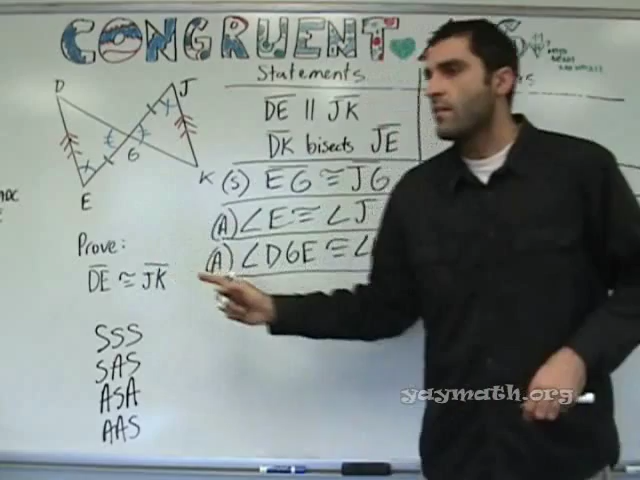 CONGRUENT
Statements
D
J
G
E
K
DE || JK
DK bisects JE
(S) EG ≅ JG
(A) ∠E ≅ ∠J
(A) ∠DGE ≅ ∠
Prove:
DE ≅ JK
SSS
SAS
ASA
AAS
yaymath.org